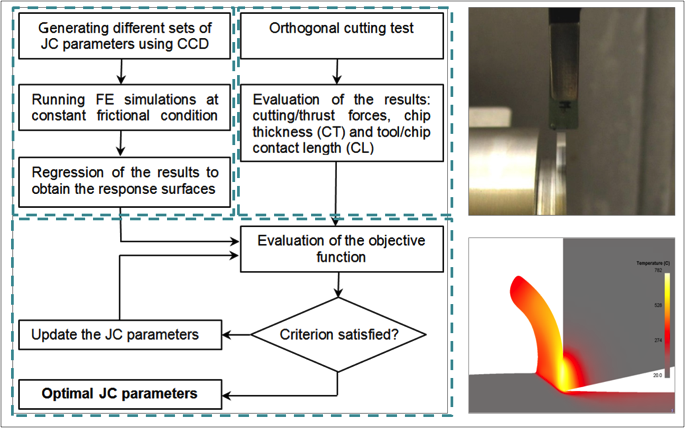 Generating different sets of
JC parameters using CCD
Running FE simulations at
constant frictional condition
Regression of the results to
obtain the response surfaces
Orthogonal cutting test
Evaluation of the results:
cutting/thrust forces, chip
thickness (CT) and tool/chip
contact length (CL)
Evaluation of the objective
function
Update the JC parameters
Criterion satisfied?
Optimal JC parameters
Temperature (C)
782
528
274
20.0